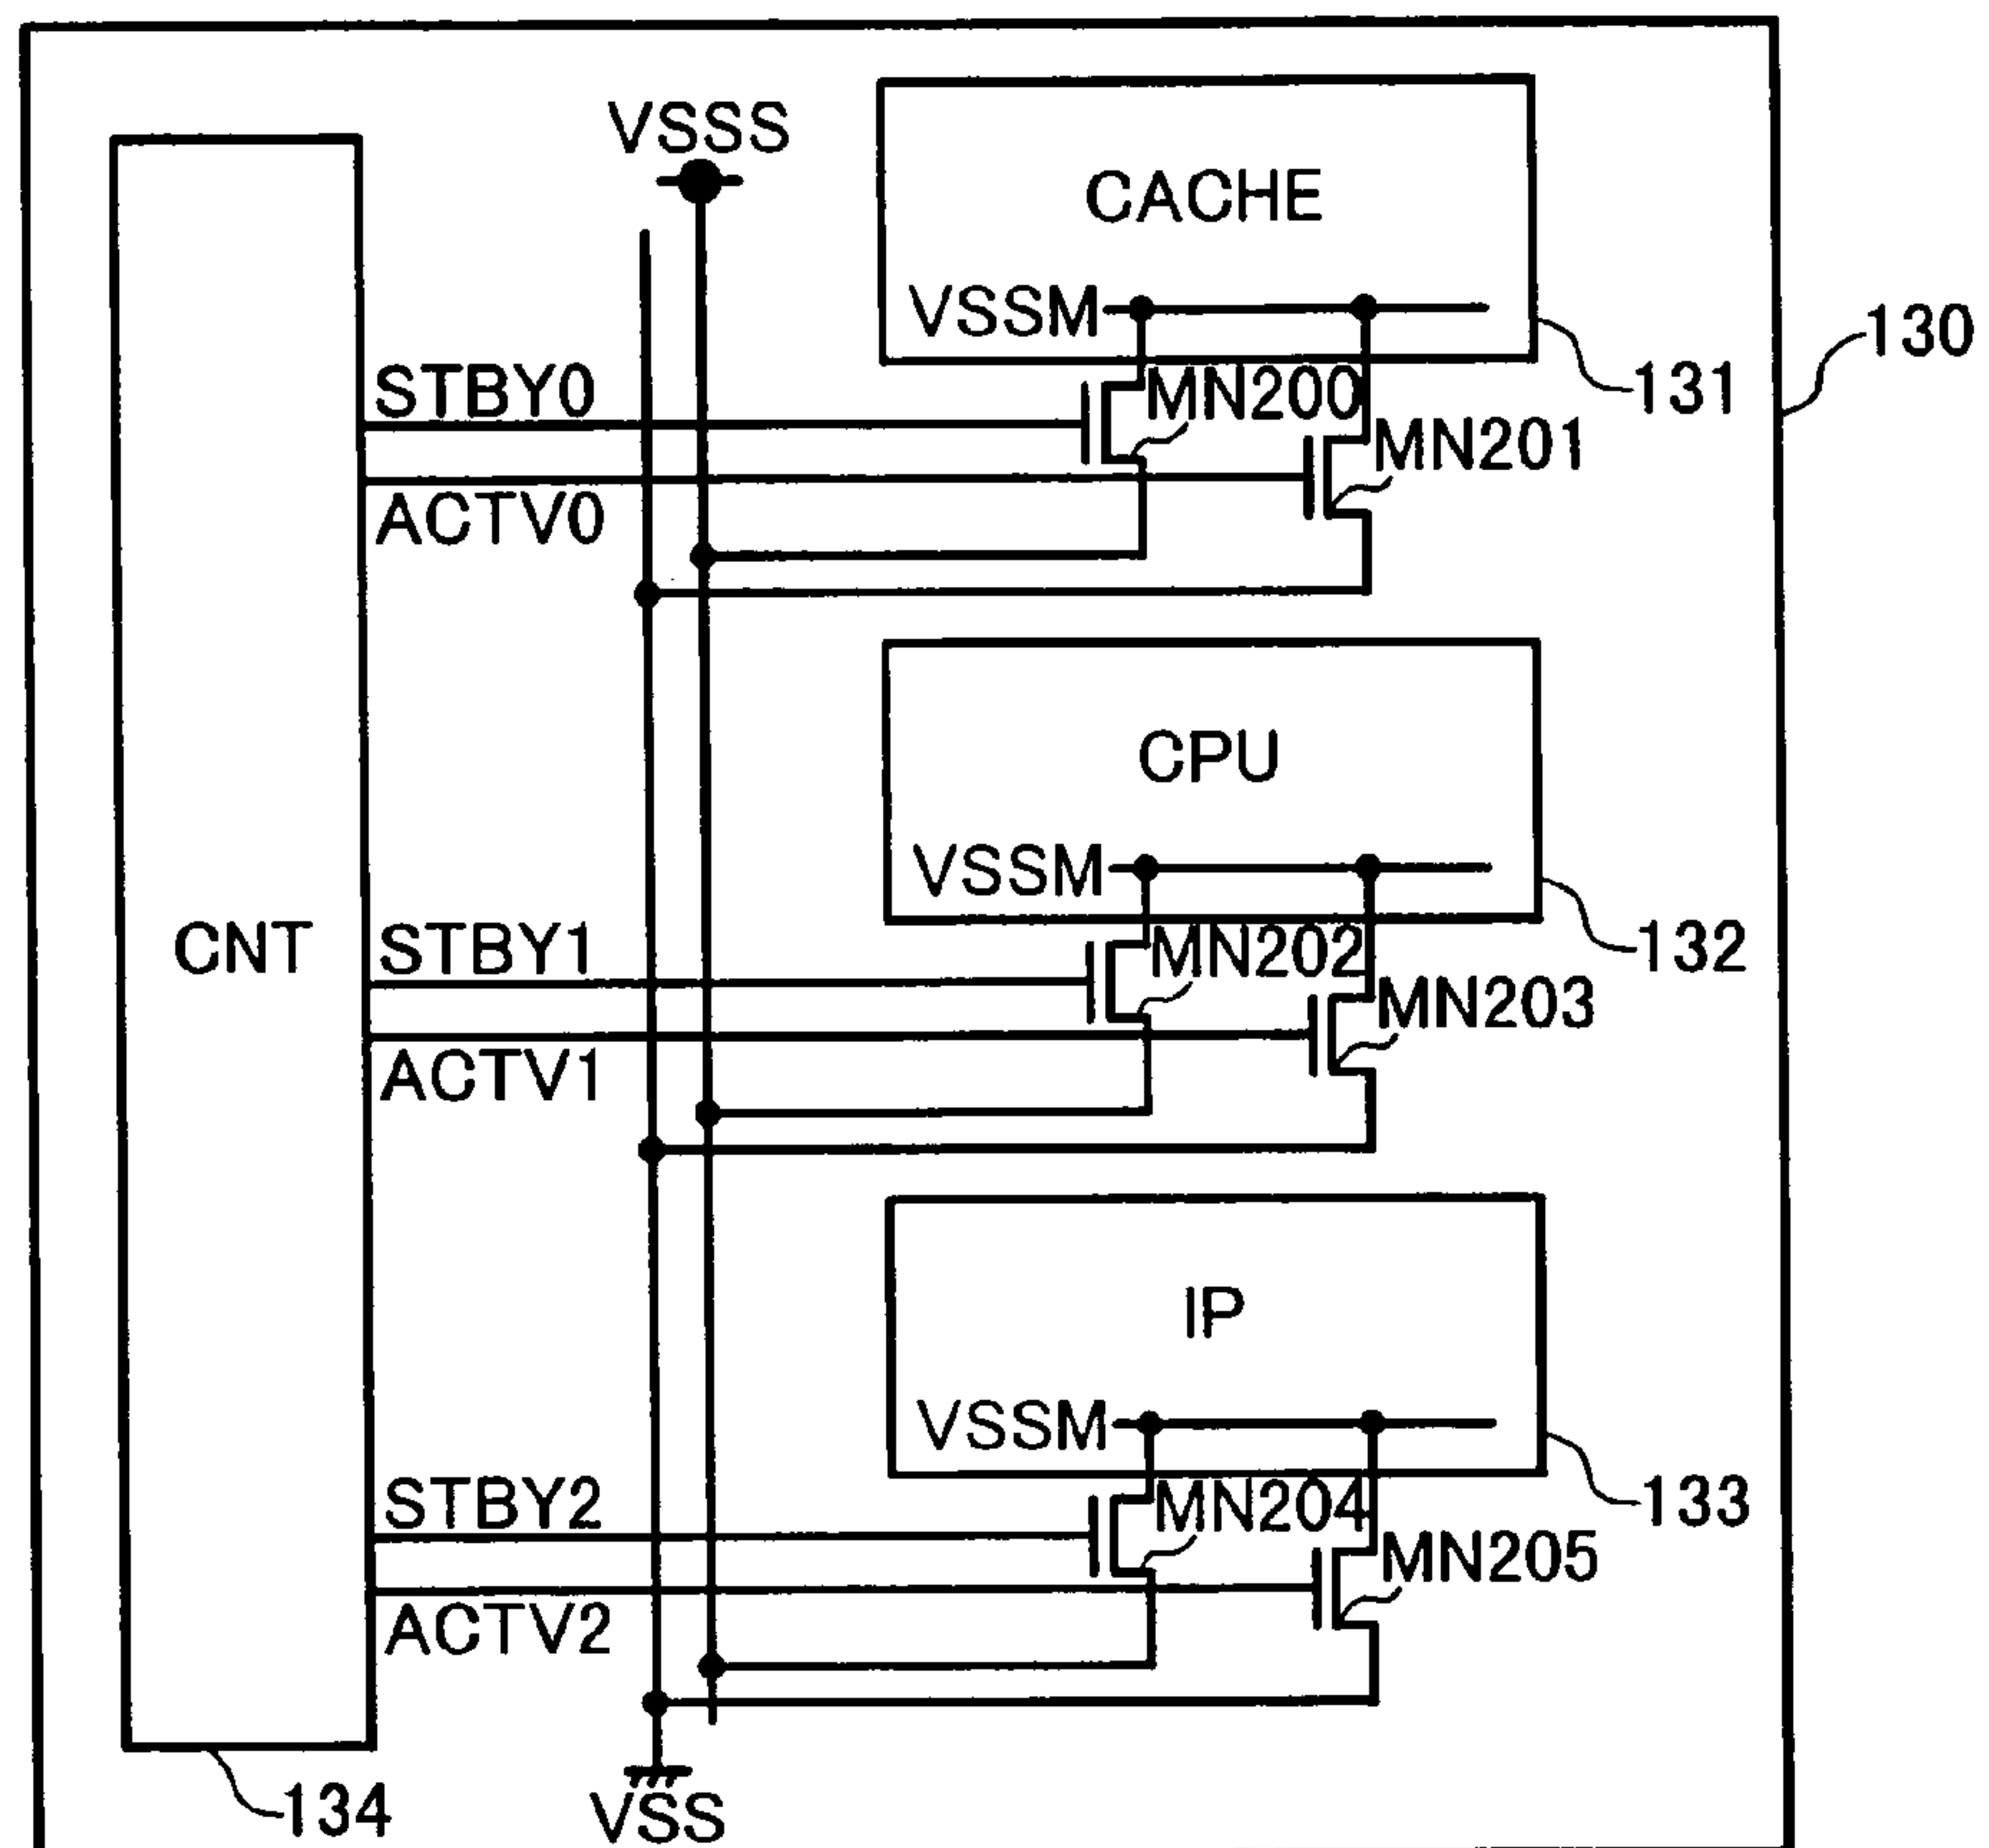 VSSS
CACHE
VSSM
130
131
STBY0
MN200
MN201
ACTV0
CPU
VSSM
132
CNT
STBY1
MN202
MN203
ACTV1
IP
VSSM
133
STBY2
MN204
MN205
ACTV2
134
VSS